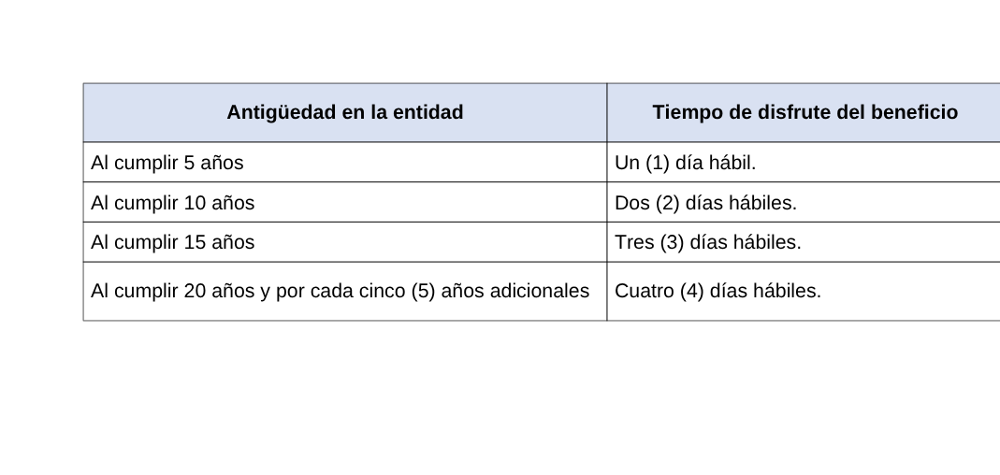 Antigüedad en la entidad
Tiempo de disfrute del beneficio
Al cumplir 5 años
Un (1) día hábil.
Al cumplir 10 años
Dos (2) días hábiles.
Al cumplir 15 años
Tres (3) días hábiles.
Al cumplir 20 años y por cada cinco (5) años adicionales
Cuatro (4) días hábiles.